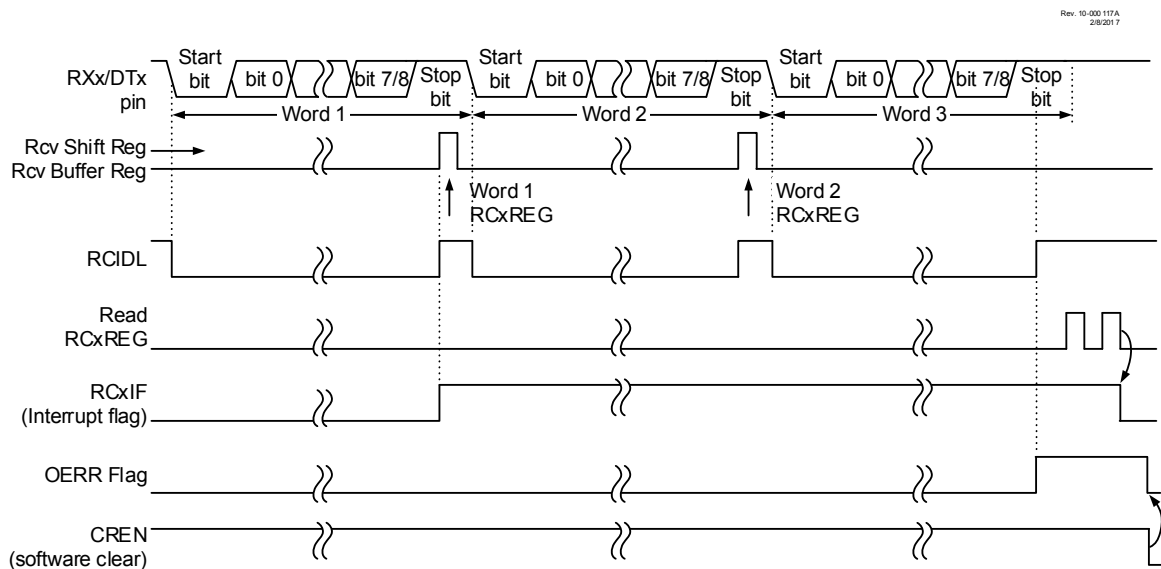 Rev. 10-000 117A
2/8/201 7
Start
bit
bit 0
bit 7/8
Stop
bit
Start
bit
bit 0
bit 7/8
Stop
bit
Start
bit
bit 0
bit 7/8
Stop
bit
RXx/DTx
pin
Word 1
Word 2
Word 3
Rcv Shift Reg
Rcv Buffer Reg
Word 1
RCxREG
Word 2
RCxREG
RCIDL
Read
RCxREG
RCxIF
(Interrupt flag)
OERR Flag
CREN
(software clear)